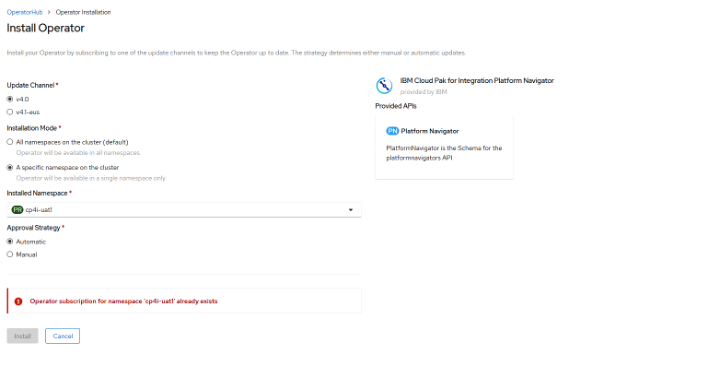 OperatorHub > Operator Installation
Install Operator
Install your Operator by subscribing to one of the update channels to keep the Operator up to date. The strategy determines either manual or automatic updates.
Update Channel *
v4.0
v4.1-eus
Installation Mode *
All namespaces on the cluster (default)
Operator will be available in all namespaces.
A specific namespace on the cluster
Operator will be available in a single namespace only.
Installed Namespace *
PR cp4i-uat1
Approval Strategy *
Automatic
Manual
Operator subscription for namespace 'cp4i-uat1' already exists
Install Cancel
IBM Cloud Pak for Integration Platform Navigator
provided by IBM
Provided APIs
PN Platform Navigator
PlatformNavigator is the Schema for the
platformnavigators API